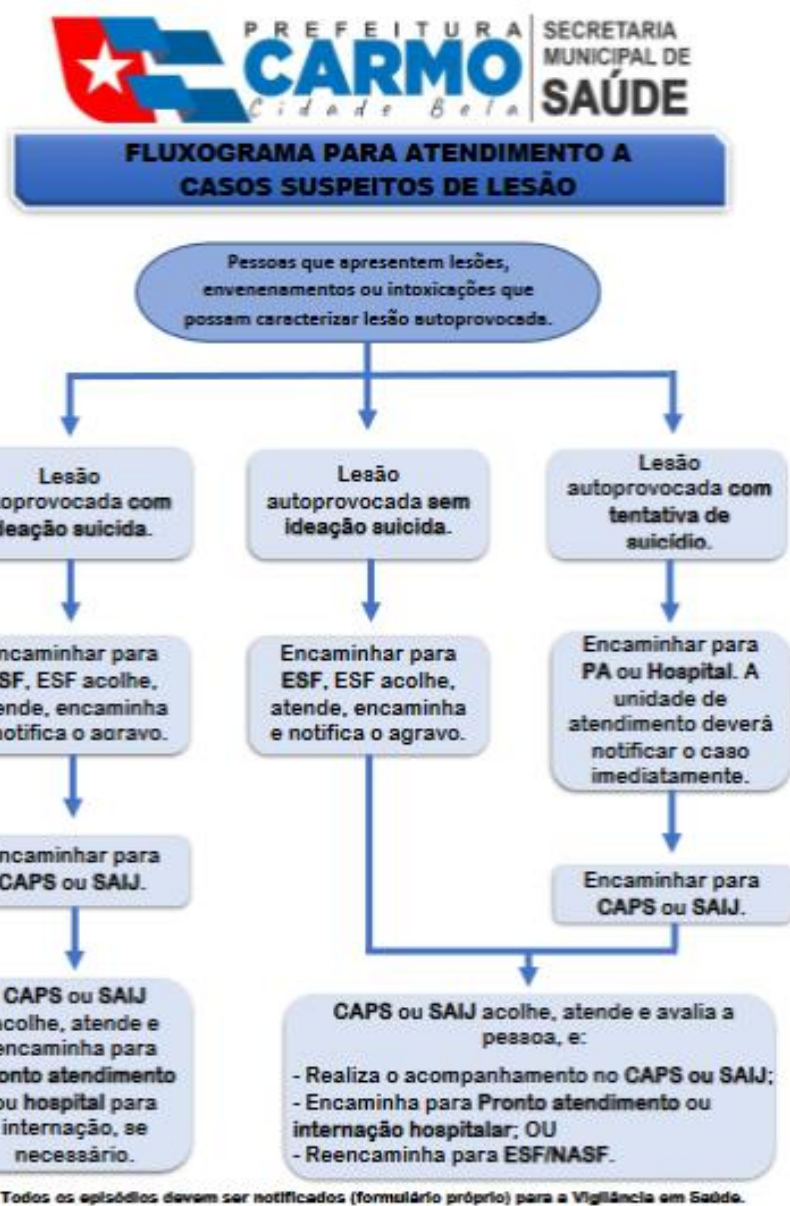 PREFEITURA
CARMO
Cidade Bela
SECRETARIA
MUNICIPAL DE
SAÚDE
FLUXOGRAMA PARA ATENDIMENTO A
CASOS SUSPEITOS DE LESÃO
Pessoas que apresentem lesões,
envenenamentos ou intoxicações que
possam caracterizar lesão autoprovocada.
Lesão
toprovocada com
deação suicida.
ncaminhar para
SF, ESF acolhe,
ende, encaminha
notifica o agravo.
ncaminhar para
CAPS ou SAIJ.
CAPS ou SAIJ
acolhe, atende e
encaminha para
ronto atendimento
ou hospital para
internação, se
necessário.
Lesão
autoprovocada sem
ideação suicida.
Encaminhar para
ESF, ESF acolhe,
atende, encaminha
e notifica o agravo.
Lesão
autoprovocada com
tentativa de
suicídio.
Encaminhar para
PA ou Hospital. A
unidade de
atendimento deverá
notificar o caso
imediatamente.
Encaminhar para
CAPS ou SAIJ.
CAPS ou SAIJ acolhe, atende e avalia a
pessoa, e:
- Realiza o acompanhamento no CAPS ou SAIJ;
- Encaminha para Pronto atendimento ou
internação hospitalar; OU
- Reencaminha para ESF/NASF.
Todos os episódios devem ser notificados (formulário próprio) para a Vigilância em Saúde.